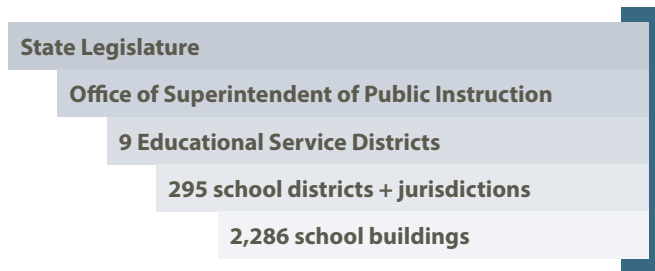 State Legislature
Office of Superintendent of Public Instruction
9 Educational Service Districts
295 school districts + jurisdictions
2,286 school buildings